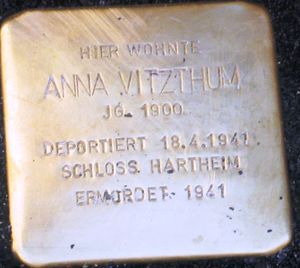 HIER WOHNTE
ANNA VITZTHUM
JG. 1900
DEPORTIERT 18.4.1941
SCHLOSS HARTHEIM
ERMORDET 1941